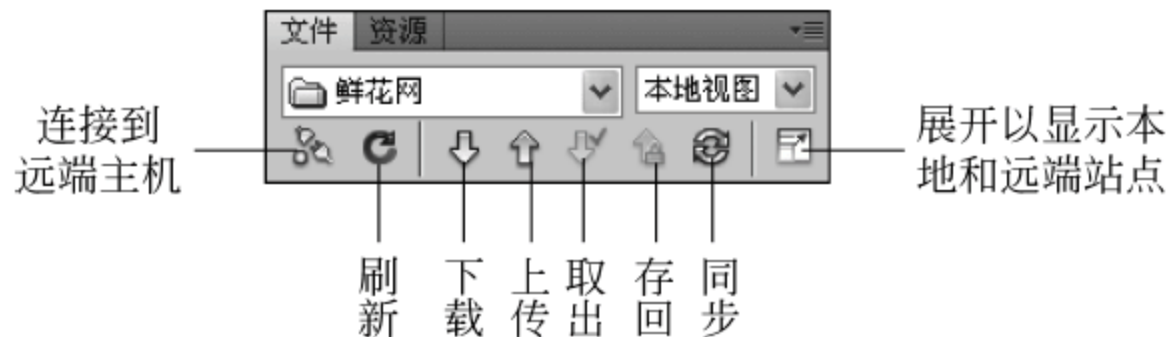 文件 资源
鲜花网 本地视图
连接到
远端主机
展开以显示本
地和远端站点
刷新
下载
上传
取出
存回
同步